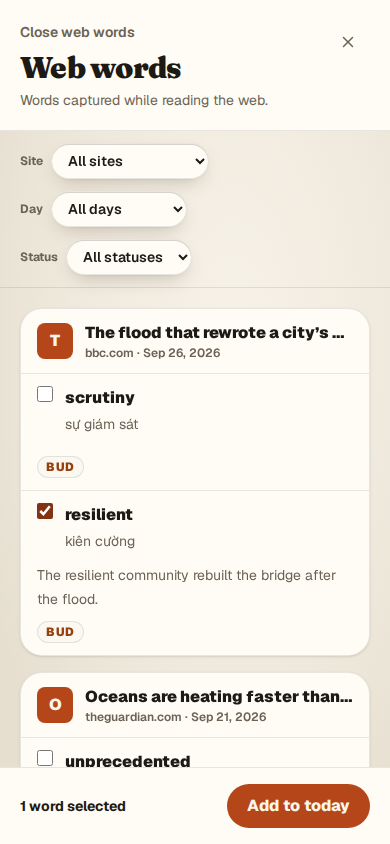 Close web words
Web words
Words captured while reading the web.
Site All sites
Day All days
Status All statuses
T The flood that rewrote a city's ...
bbc.com · Sep 26, 2026
scrutiny
sự giám sát
BUD
resilient
kiên cường
The resilient community rebuilt the bridge after
the flood.
BUD
O Oceans are heating faster than...
theguardian.com · Sep 21, 2026
unprecedented
1 word selected Add to today